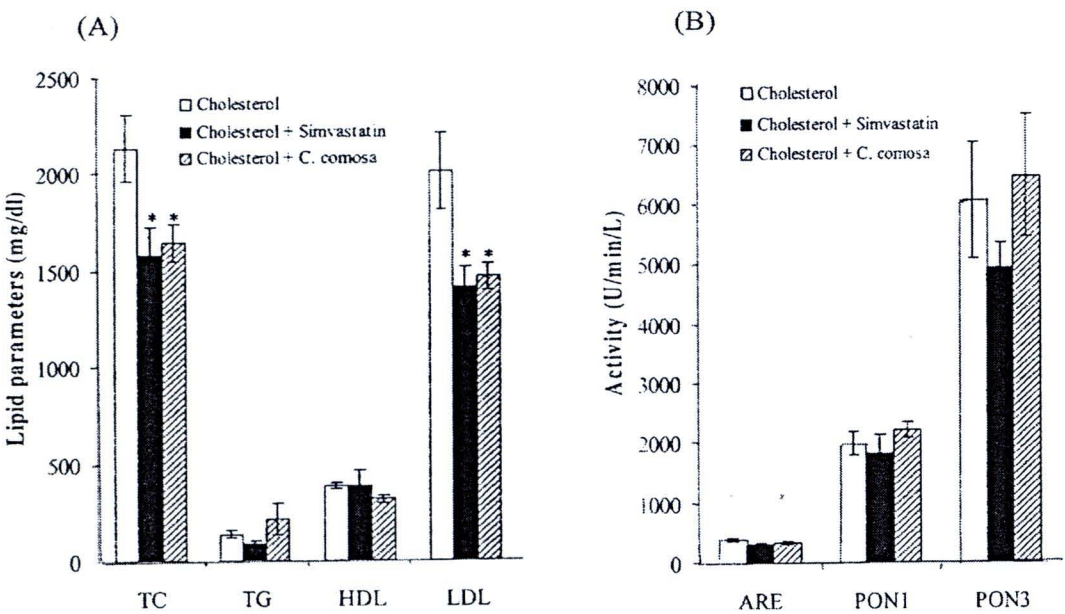 (A)
Lipid parameters (mg/dl)
2500
2000
1500
1000
500
0
Cholesterol
Cholesterol + Simvastatin
Cholesterol + C. comosa
* *
* *
TC TG HDL LDL
(B)
Activity (U/min/L)
8000
7000
6000
5000
4000
3000
2000
1000
0
Cholesterol
Cholesterol + Simvastatin
Cholesterol + C. comosa
ARE PON1 PON3